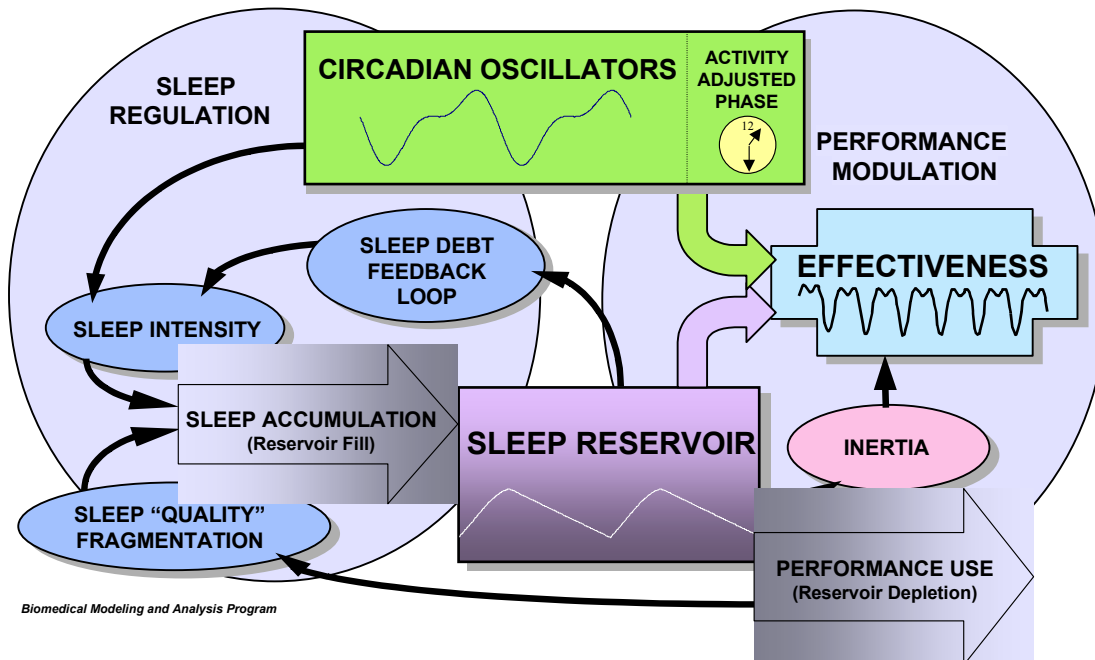 SLEEP
REGULATION
CIRCADIAN OSCILLATORS
ACTIVITY
ADJUSTED
PHASE
12
PERFORMANCE
MODULATION
SLEEP DEBT
FEEDBACK
LOOP
EFFECTIVENESS
SLEEP INTENSITY
SLEEP ACCUMULATION
(Reservoir Fill)
SLEEP RESERVOIR
INERTIA
SLEEP “QUALITY”
FRAGMENTATION
PERFORMANCE USE
(Reservoir Depletion)
Biomedical Modeling and Analysis Program